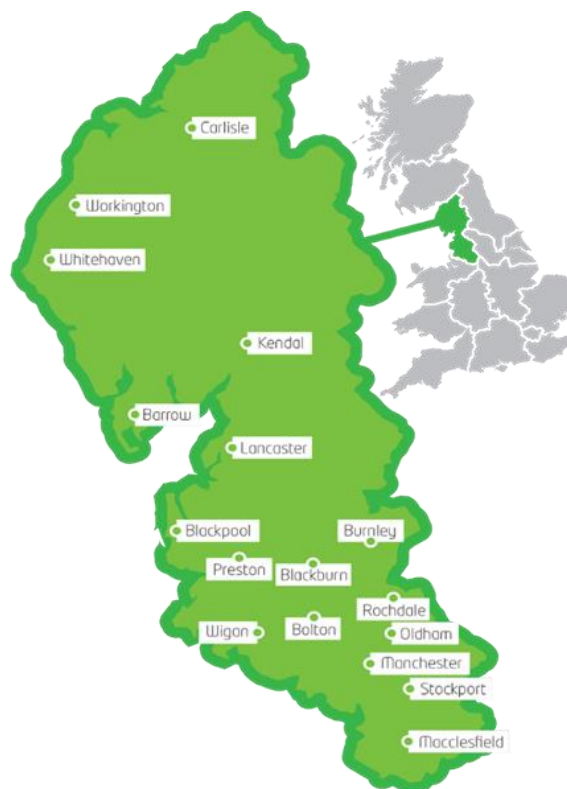 Carlisle
Workington
Whitehaven
Kendal
Barrow
Lancaster
Blackpool
Burnley
Preston
Blackburn
Rochdale
Wigan
Bolton
Oldham
Manchester
Stockport
Macclesfield